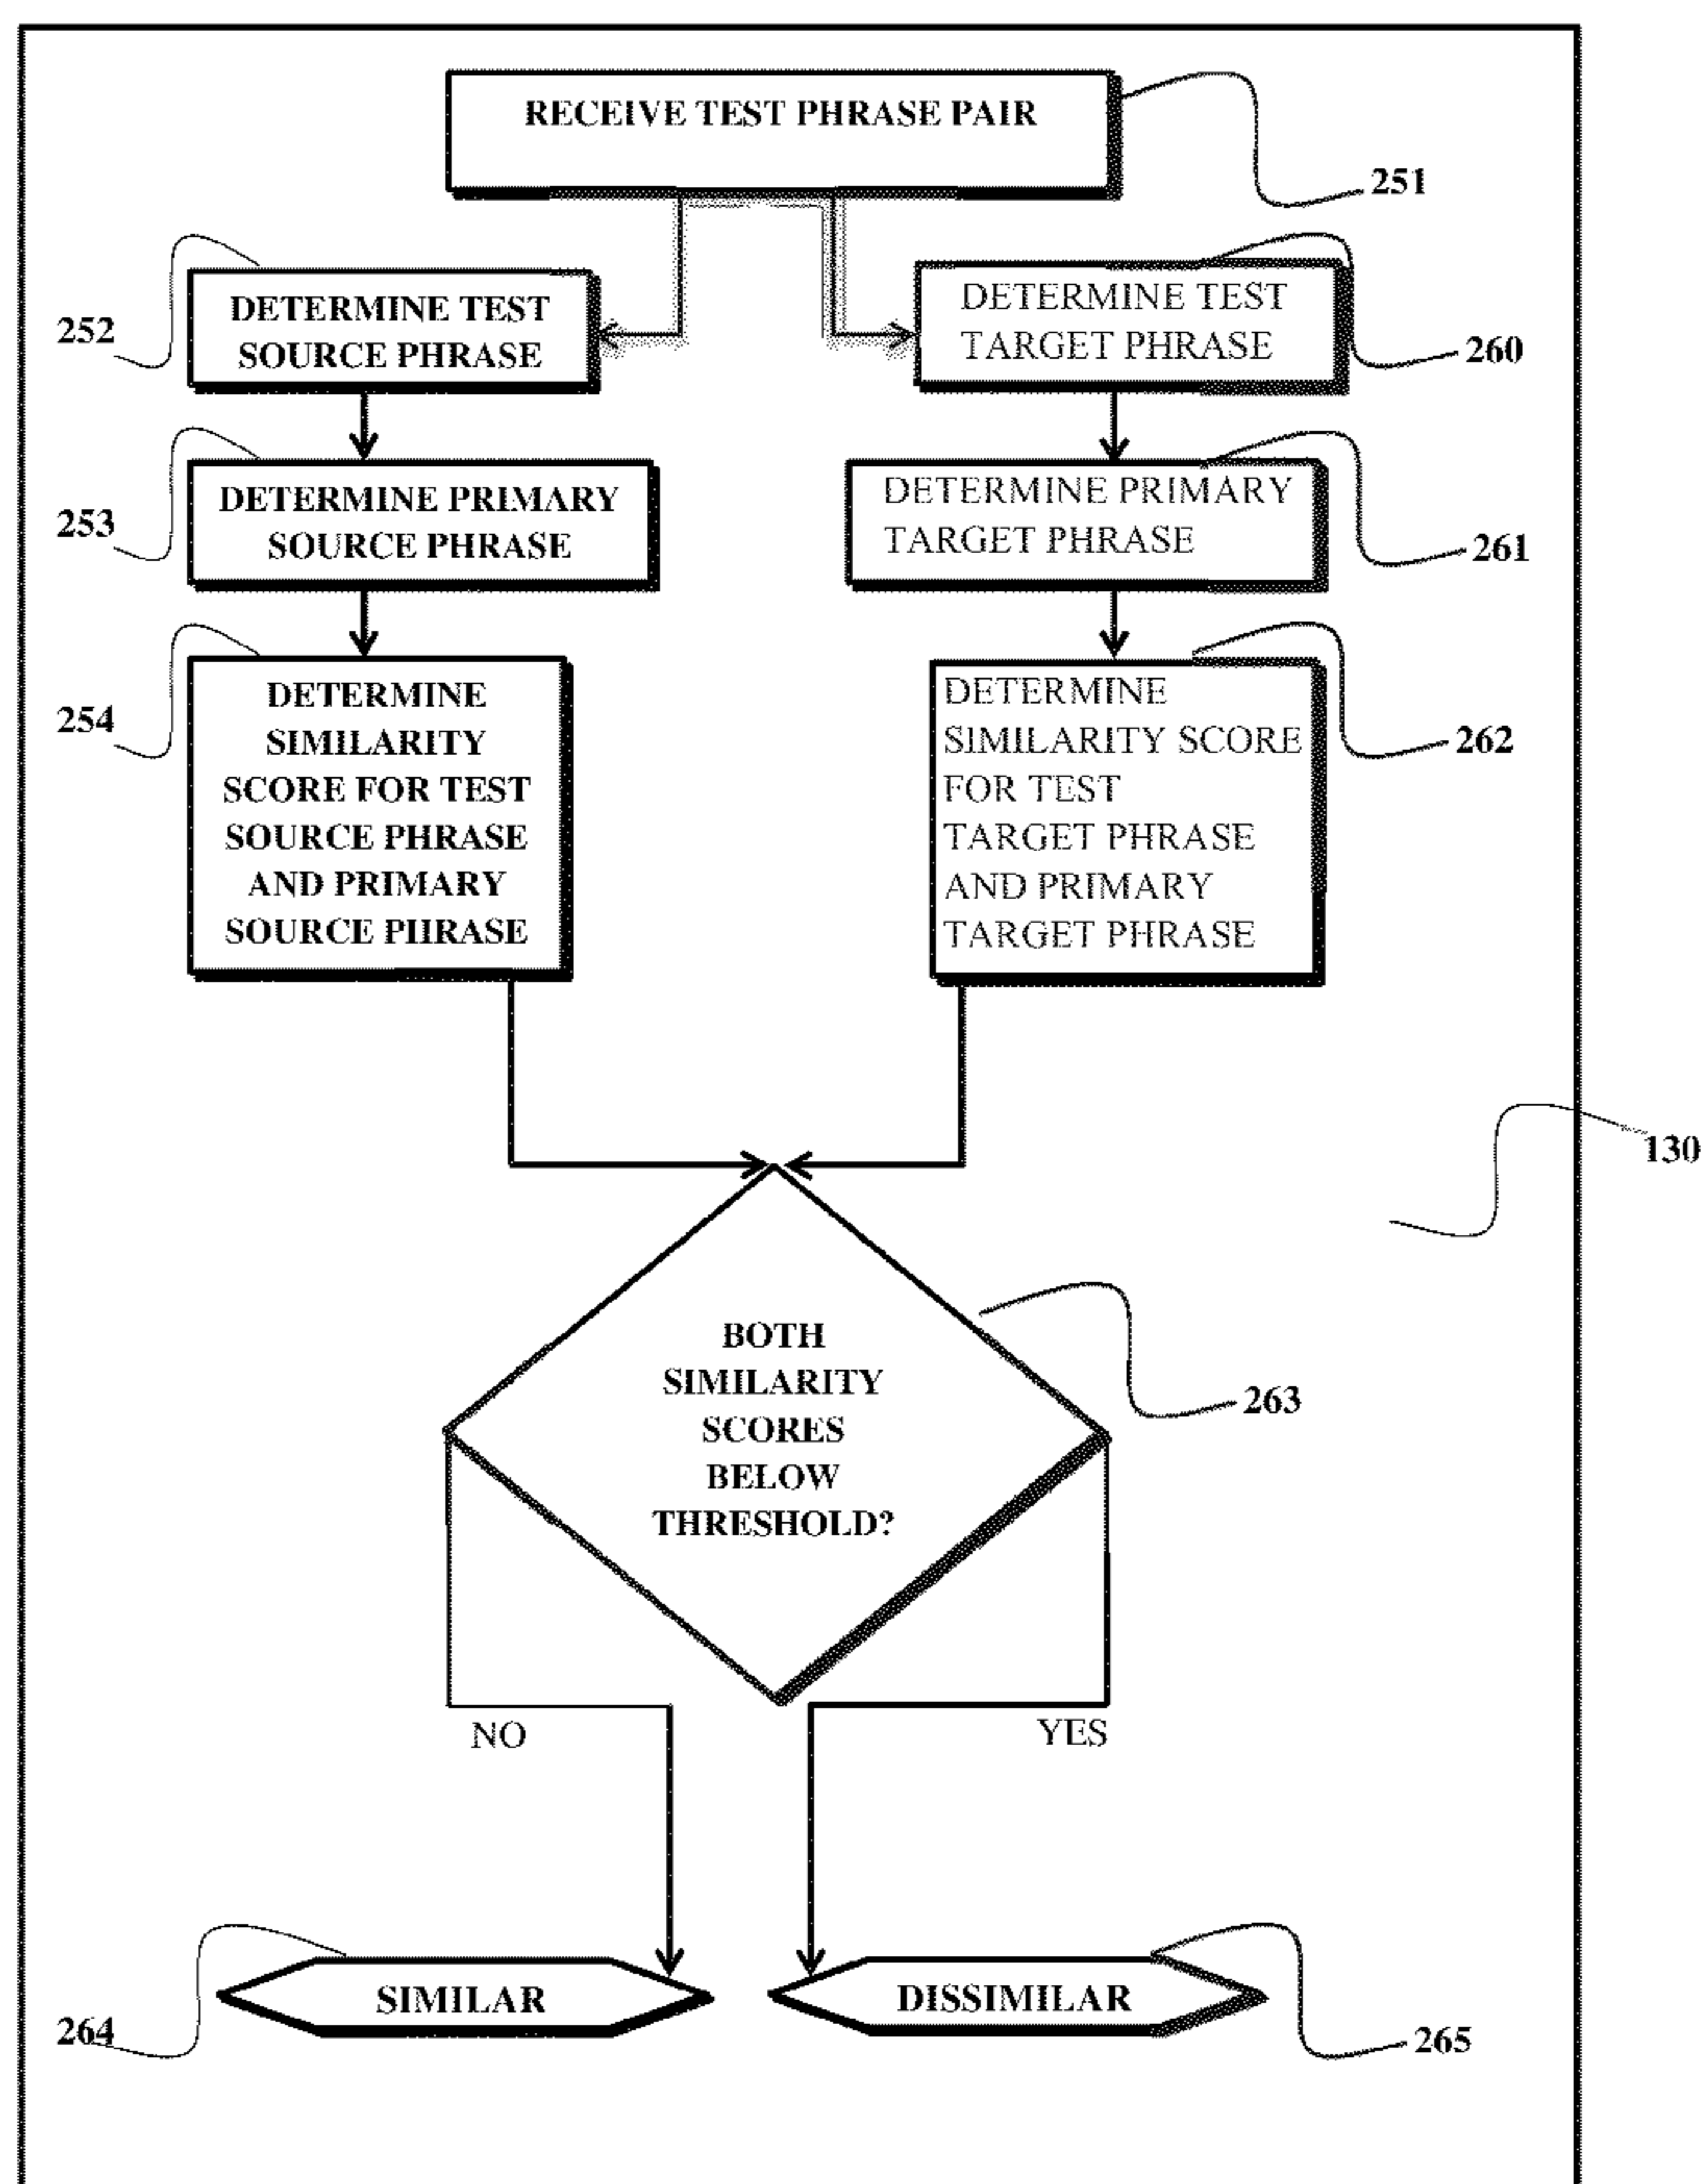 RECEIVE TEST PHRASE PAIR
251
252
DETERMINE TEST
SOURCE PHRASE
DETERMINE TEST
TARGET PHRASE
260
253
DETERMINE PRIMARY
SOURCE PHRASE
DETERMINE PRIMARY
TARGET PHRASE
261
254
DETERMINE
SIMILARITY
SCORE FOR TEST
SOURCE PHRASE
AND PRIMARY
SOURCE PHRASE
DETERMINE
SIMILARITY SCORE
FOR TEST
TARGET PHRASE
AND PRIMARY
TARGET PHRASE
262
130
BOTH
SIMILARITY
SCORES
BELOW
THRESHOLD?
263
NO
YES
SIMILAR
DISSIMILAR
264
265